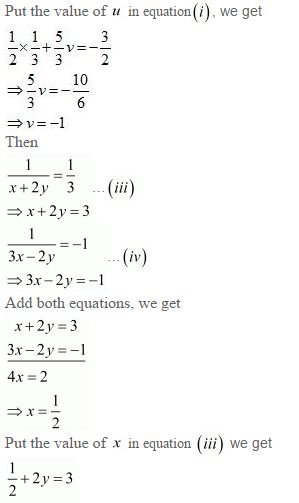 Put the value of u in equation(i), we get
1/2 × 1/3 + 5/3 v = −3/2
⇒ 5/3 v = −10/6
⇒ v = −1
Then
1/(x+2y) = 1/3 ...(iii)
⇒ x+2y = 3
1/(3x−2y) = −1 ...(iv)
⇒ 3x−2y = −1
Add both equations, we get
x+2y = 3
3x−2y = −1
4x = 2
⇒ x = 1/2
Put the value of x in equation (iii) we get
1/2 + 2y = 3